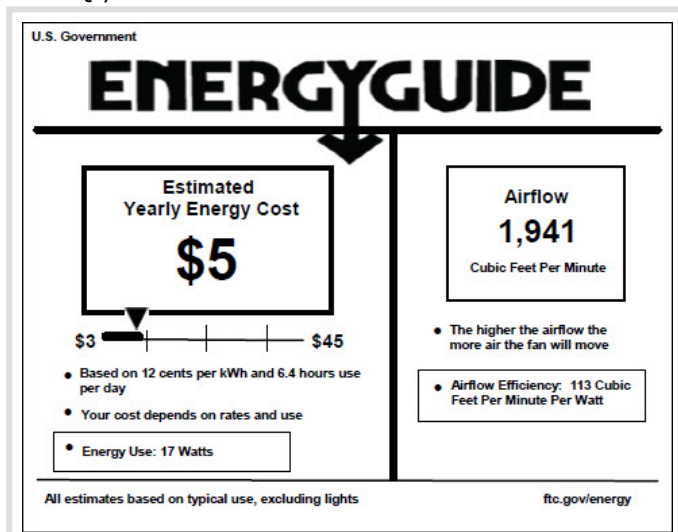 U.S. Government
ENERGYGUIDE
Estimated
Yearly Energy Cost
$5
$3
$45
• Based on 12 cents per kWh and 6.4 hours use
per day
• Your cost depends on rates and use
• Energy Use: 17 Watts
Airflow
1,941
Cubic Feet Per Minute
• The higher the airflow the
more air the fan will move
• Airflow Efficiency: 113 Cubic
Feet Per Minute Per Watt
All estimates based on typical use, excluding lights
ftc.gov/energy